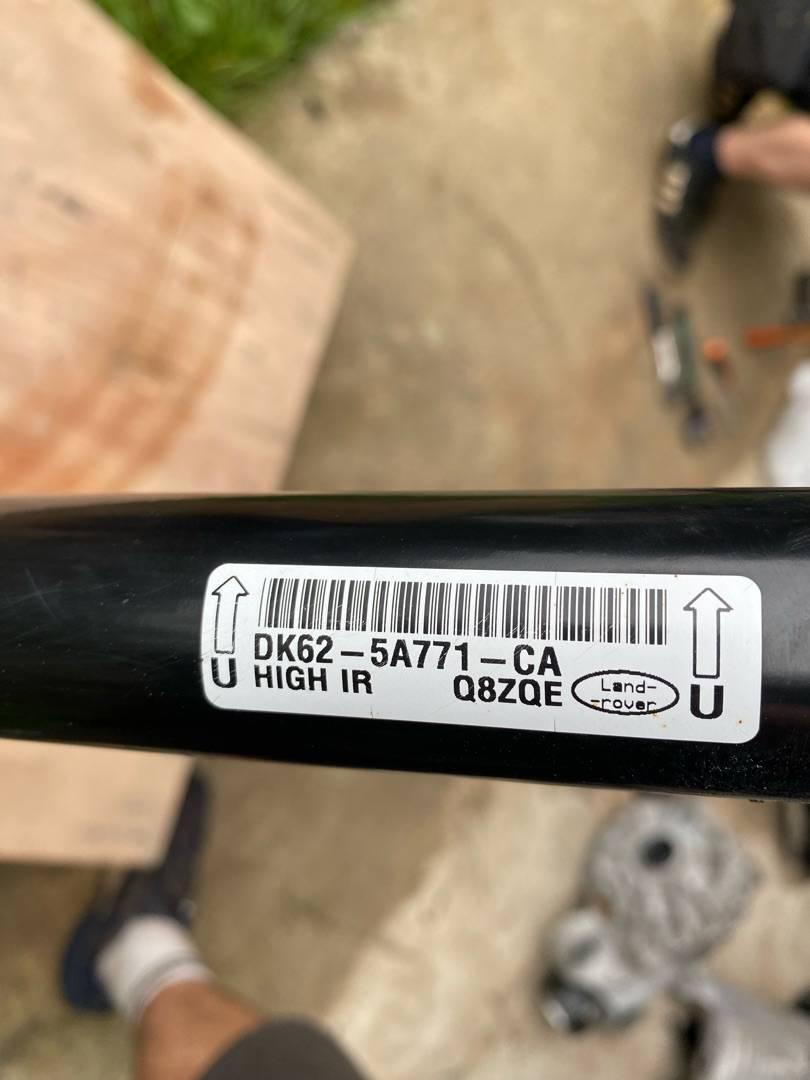 DK62-5A771-CA
HIGH IR Q8ZQE
Land-
-rover
U
U